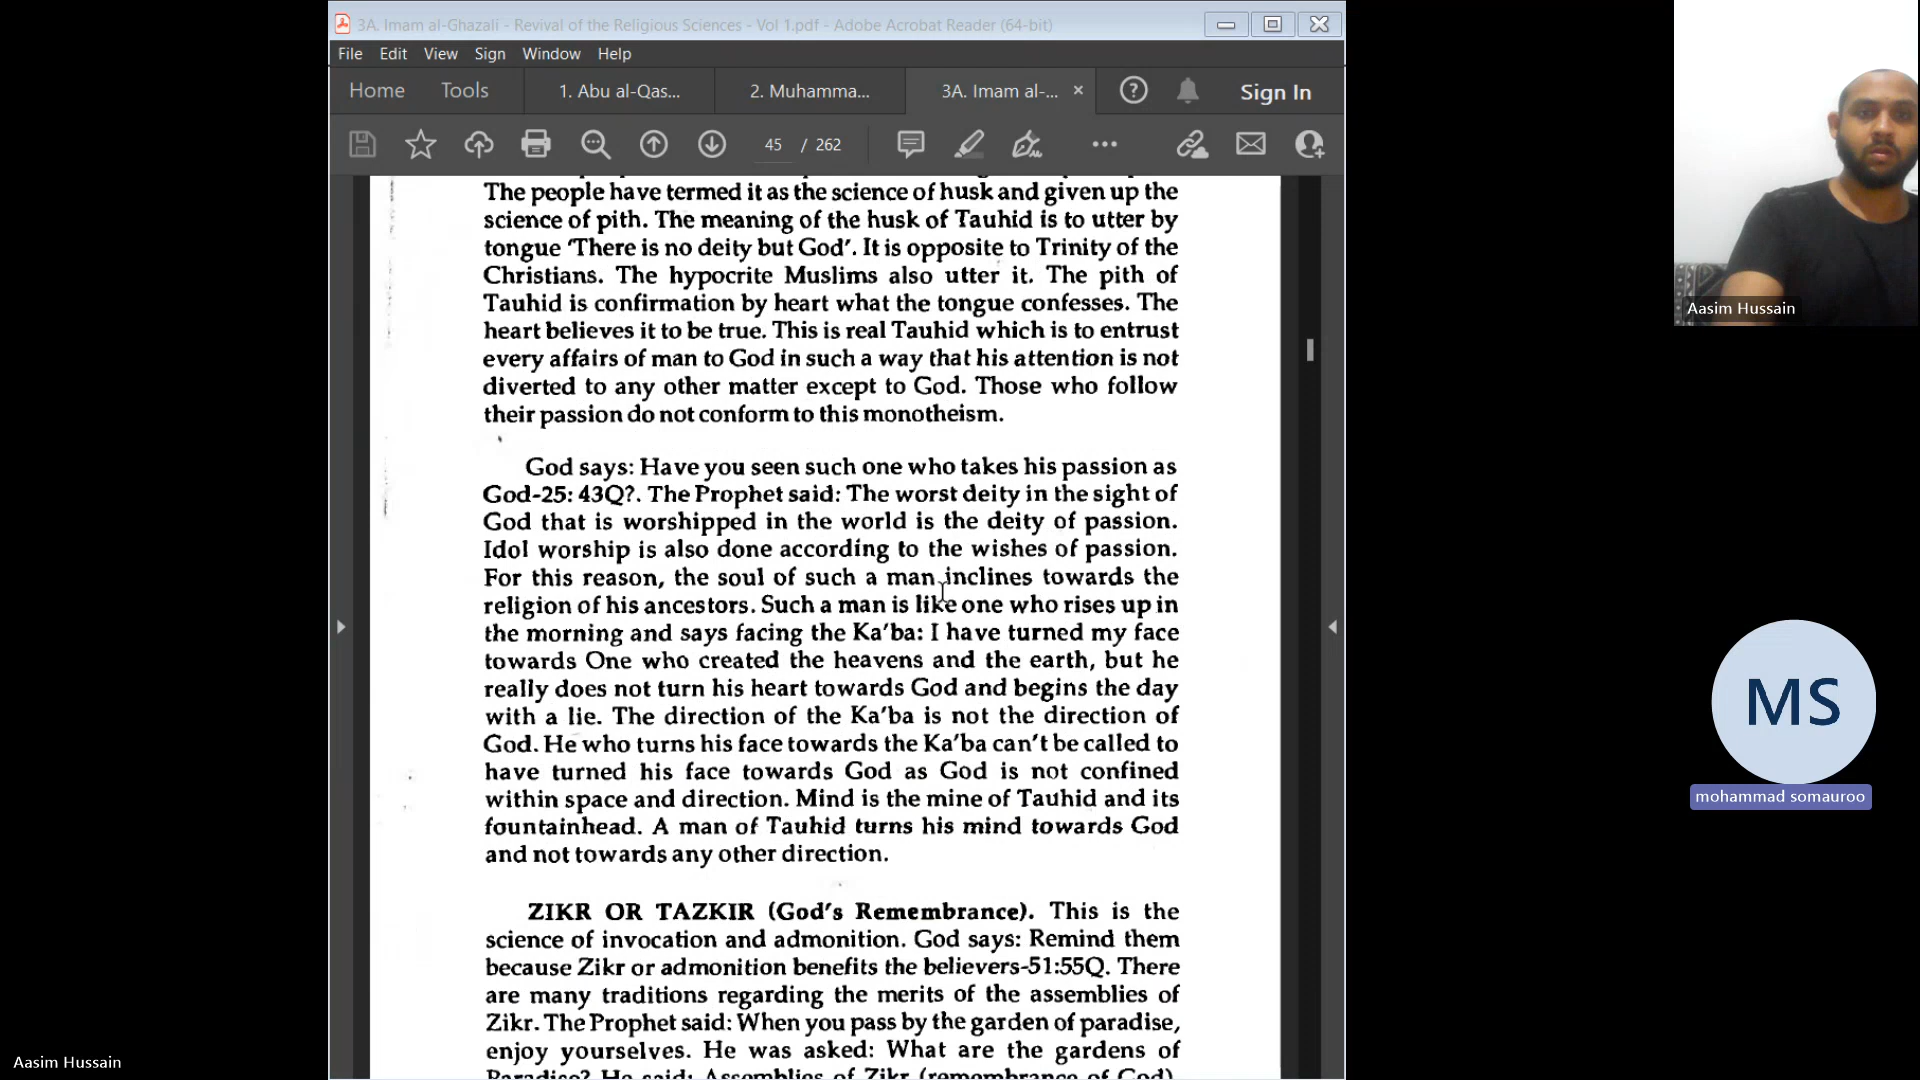 3A. Imam al-Ghazali - Revival of the Religious Sciences - Vol 1.pdf - Adobe Acrobat Reader (64-bit)
File Edit View Sign Window Help
Home Tools 1. Abu al-Qas... 2. Muhamma... 3A. Imam al-... × ? Sign In
45 / 262
The people have termed it as the science of husk and given up the
science of pith. The meaning of the husk of Tauhid is to utter by
tongue 'There is no deity but God'. It is opposite to Trinity of the
Christians. The hypocrite Muslims also utter it. The pith of
Tauhid is confirmation by heart what the tongue confesses. The
heart believes it to be true. This is real Tauhid which is to entrust
every affairs of man to God in such a way that his attention is not
diverted to any other matter except to God. Those who follow
their passion do not conform to this monotheism.
God says: Have you seen such one who takes his passion as
God-25: 43Q?. The Prophet said: The worst deity in the sight of
God that is worshipped in the world is the deity of passion.
Idol worship is also done according to the wishes of passion.
For this reason, the soul of such a man inclines towards the
religion of his ancestors. Such a man is like one who rises up in
the morning and says facing the Ka'ba: I have turned my face
towards One who created the heavens and the earth, but he
really does not turn his heart towards God and begins the day
with a lie. The direction of the Ka'ba is not the direction of
God. He who turns his face towards the Ka'ba can't be called to
have turned his face towards God as God is not confined
within space and direction. Mind is the mine of Tauhid and its
fountainhead. A man of Tauhid turns his mind towards God
and not towards any other direction.
ZIKR OR TAZKIR (God's Remembrance). This is the
science of invocation and admonition. God says: Remind them
because Zikr or admonition benefits the believers-51:55Q. There
are many traditions regarding the merits of the assemblies of
Zikr. The Prophet said: When you pass by the garden of paradise,
enjoy yourselves. He was asked: What are the gardens of
Paradise? He said: Assemblies of Zikr (remembrance of God).
Aasim Hussain
MS
mohammad somauroo
Aasim Hussain